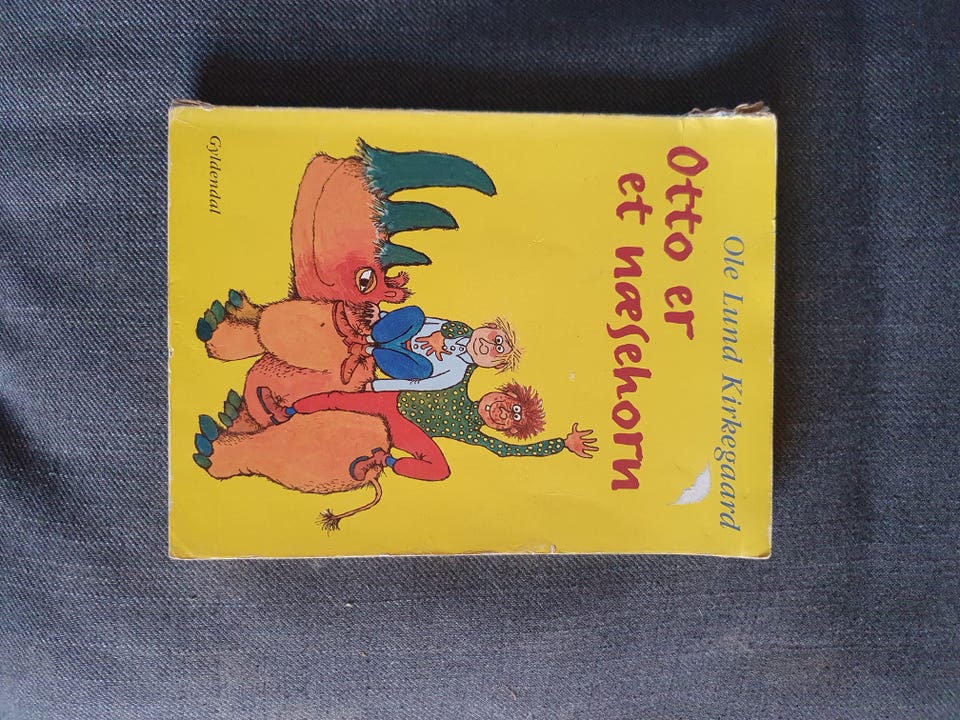 Ole Lund Kirkegaard
Otto er
et næsehorn
Gyldendal